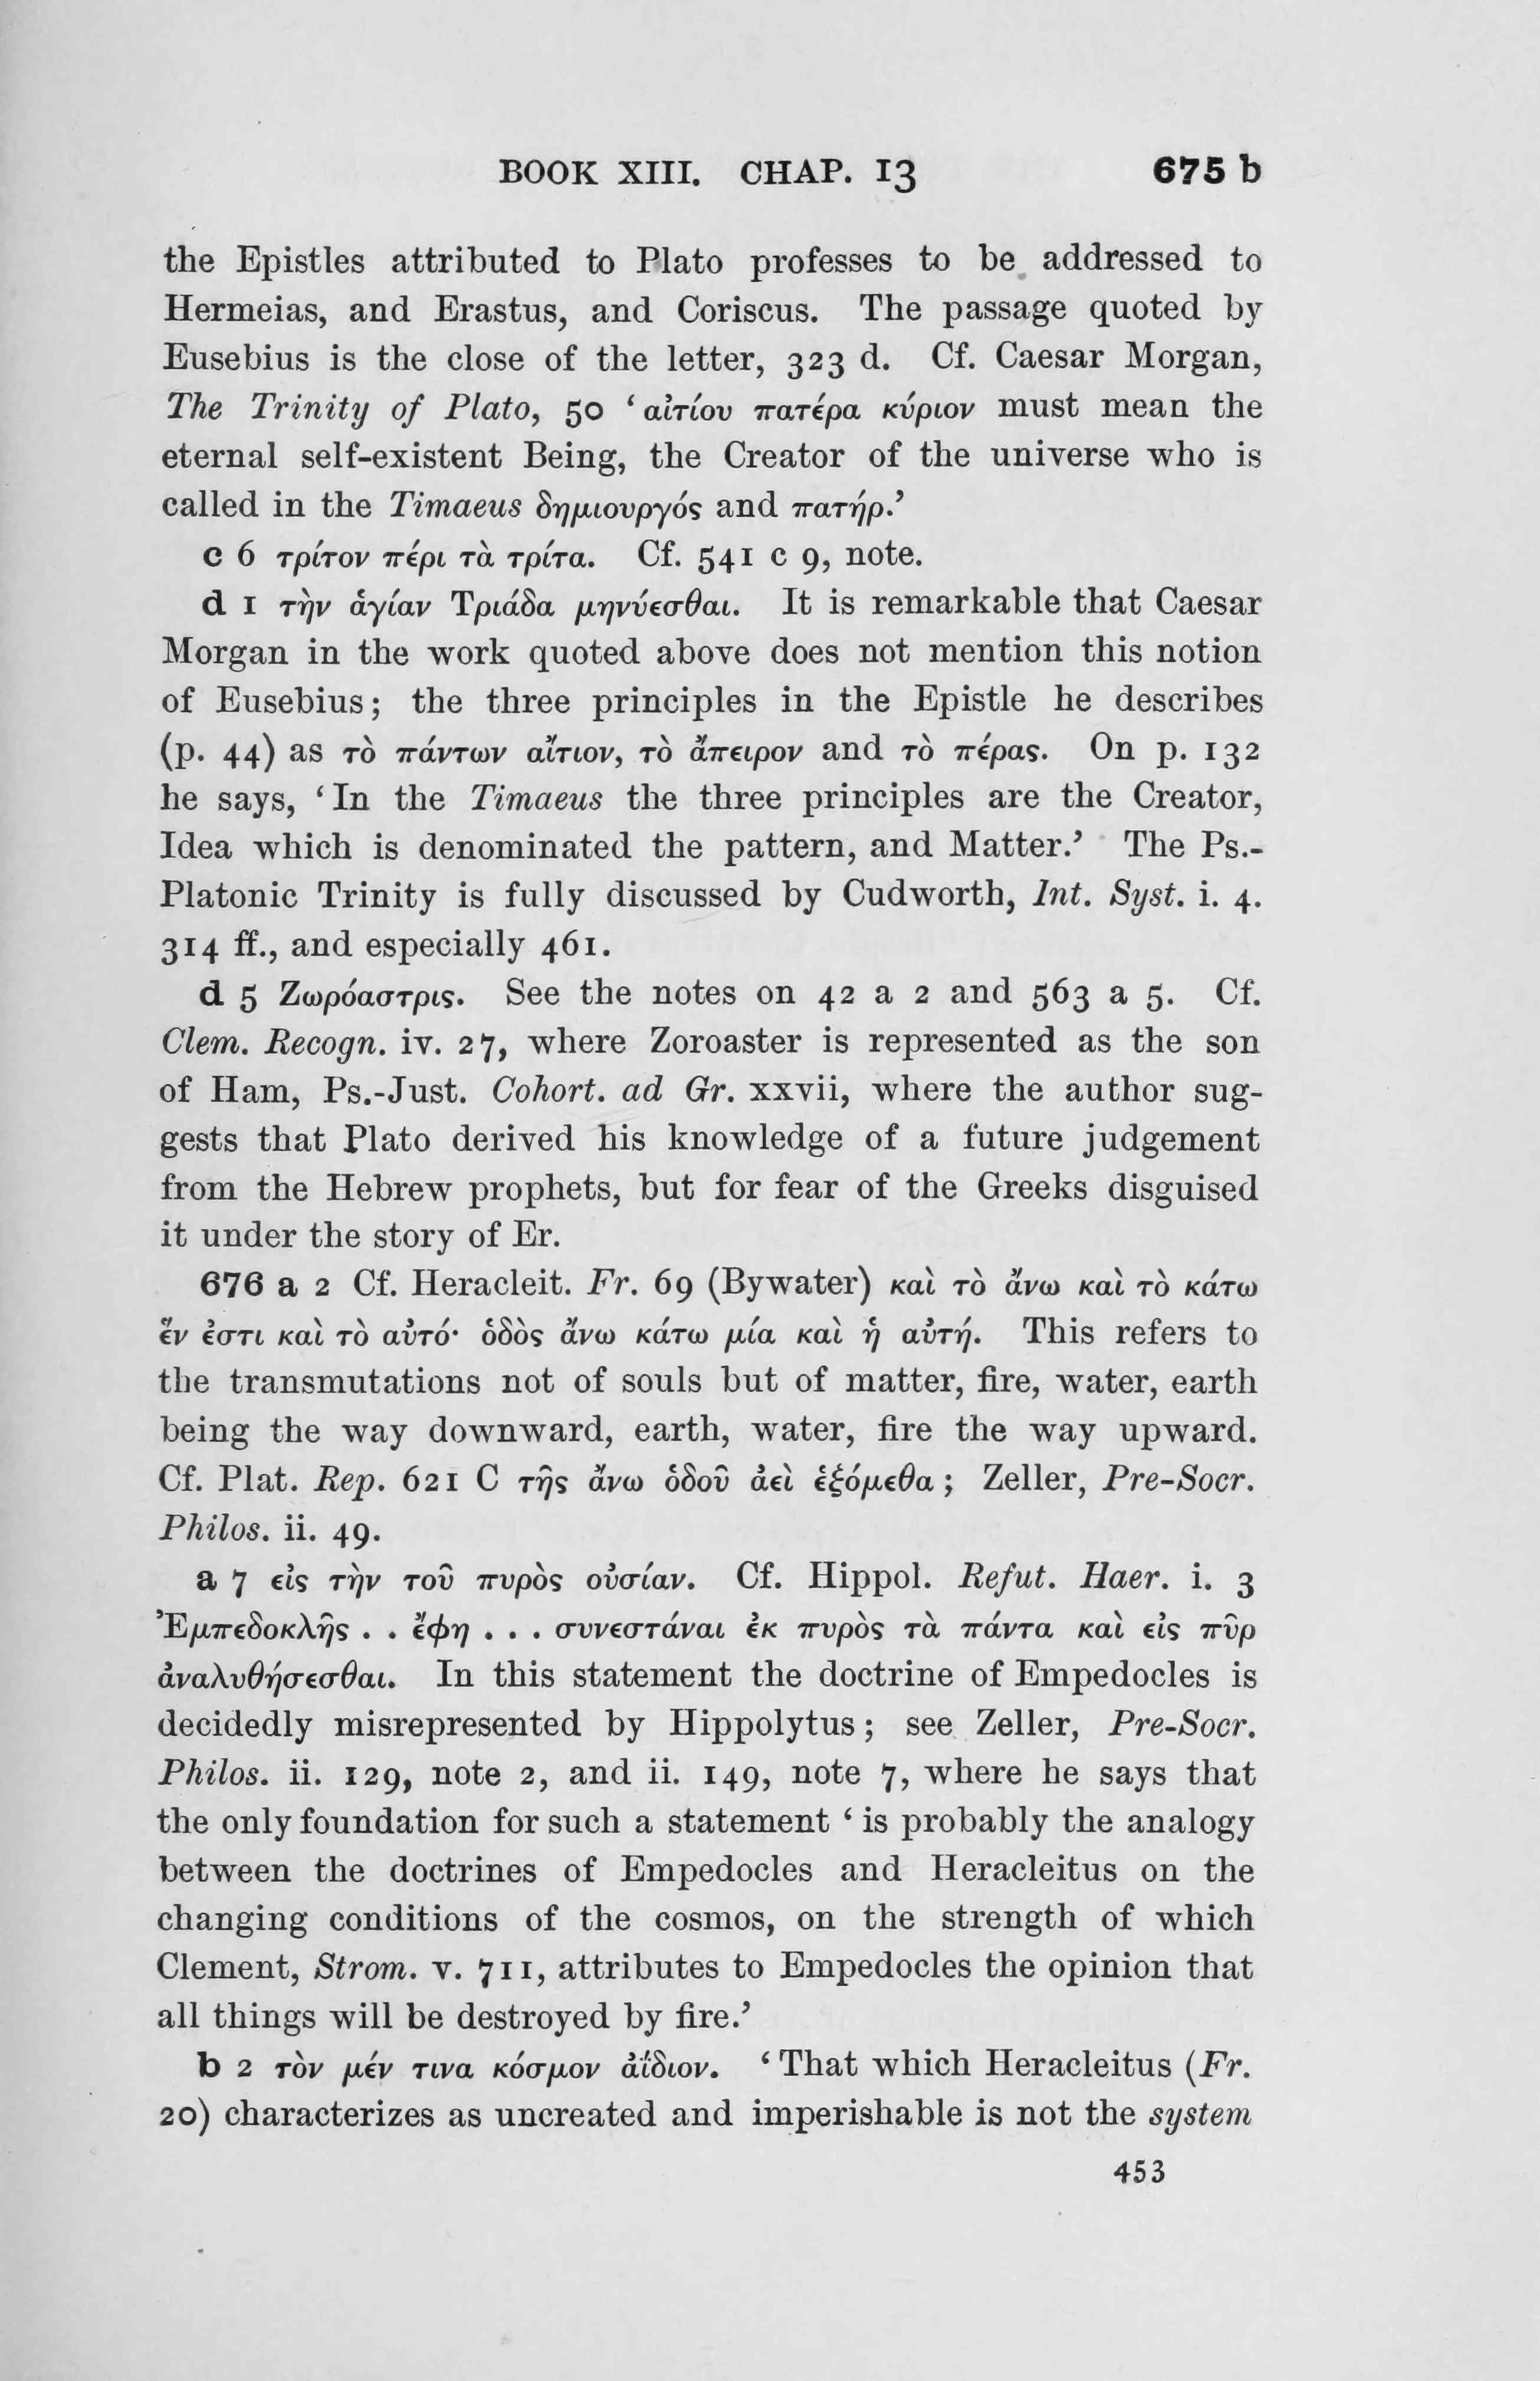 BOOK XIII. CHAP. 13 675 b
the Epistles attributed to Plato professes to be addressed to
Hermeias, and Erastus, and Coriscus. The passage quoted by
Eusebius is the close of the letter, 323 d. Cf. Caesar Morgan,
The Trinity of Plato, 50 ‘αἰτίου πατέρα κύριον must mean the
eternal self-existent Being, the Creator of the universe who is
called in the Timaeus δημιουργός and πατήρ.’
c 6 τρίτον πέρι τὰ τρίτα. Cf. 541 c 9, note.
d 1 τὴν ἁγίαν Τριάδα μηνύεσθαι. It is remarkable that Caesar
Morgan in the work quoted above does not mention this notion
of Eusebius; the three principles in the Epistle he describes
(p. 44) as τὸ πάντων αἴτιον, τὸ ἄπειρον and τὸ πέρας. On p. 132
he says, ‘In the Timaeus the three principles are the Creator,
Idea which is denominated the pattern, and Matter.’ The Ps.-
Platonic Trinity is fully discussed by Cudworth, Int. Syst. i. 4.
314 ff., and especially 461.
d 5 Ζωρόαστρις. See the notes on 42 a 2 and 563 a 5. Cf.
Clem. Recogn. iv. 27, where Zoroaster is represented as the son
of Ham, Ps.-Just. Cohort. ad Gr. xxvii, where the author sug-
gests that Plato derived his knowledge of a future judgement
from the Hebrew prophets, but for fear of the Greeks disguised
it under the story of Er.
676 a 2 Cf. Heracleit. Fr. 69 (Bywater) καὶ τὸ ἄνω καὶ τὸ κάτω
ἕν ἐστι καὶ τὸ αὐτό· ὁδὸς ἄνω κάτω μία καὶ ἡ αὐτή. This refers to
the transmutations not of souls but of matter, fire, water, earth
being the way downward, earth, water, fire the way upward.
Cf. Plat. Rep. 621 C τῆς ἄνω ὁδοῦ ἀεὶ ἑξόμεθα; Zeller, Pre-Socr.
Philos. ii. 49.
a 7 εἰς τὴν τοῦ πυρὸς οὐσίαν. Cf. Hippol. Refut. Haer. i. 3
Ἐμπεδοκλῆς . . ἔφη . . . συνεστάναι ἐκ πυρὸς τὰ πάντα καὶ εἰς πῦρ
ἀναλυθήσεσθαι. In this statement the doctrine of Empedocles is
decidedly misrepresented by Hippolytus; see Zeller, Pre-Socr.
Philos. ii. 129, note 2, and ii. 149, note 7, where he says that
the only foundation for such a statement ‘is probably the analogy
between the doctrines of Empedocles and Heracleitus on the
changing conditions of the cosmos, on the strength of which
Clement, Strom. v. 711, attributes to Empedocles the opinion that
all things will be destroyed by fire.’
b 2 τὸν μέν τινα κόσμον ἀΐδιον. ‘That which Heracleitus (Fr.
20) characterizes as uncreated and imperishable is not the system
453